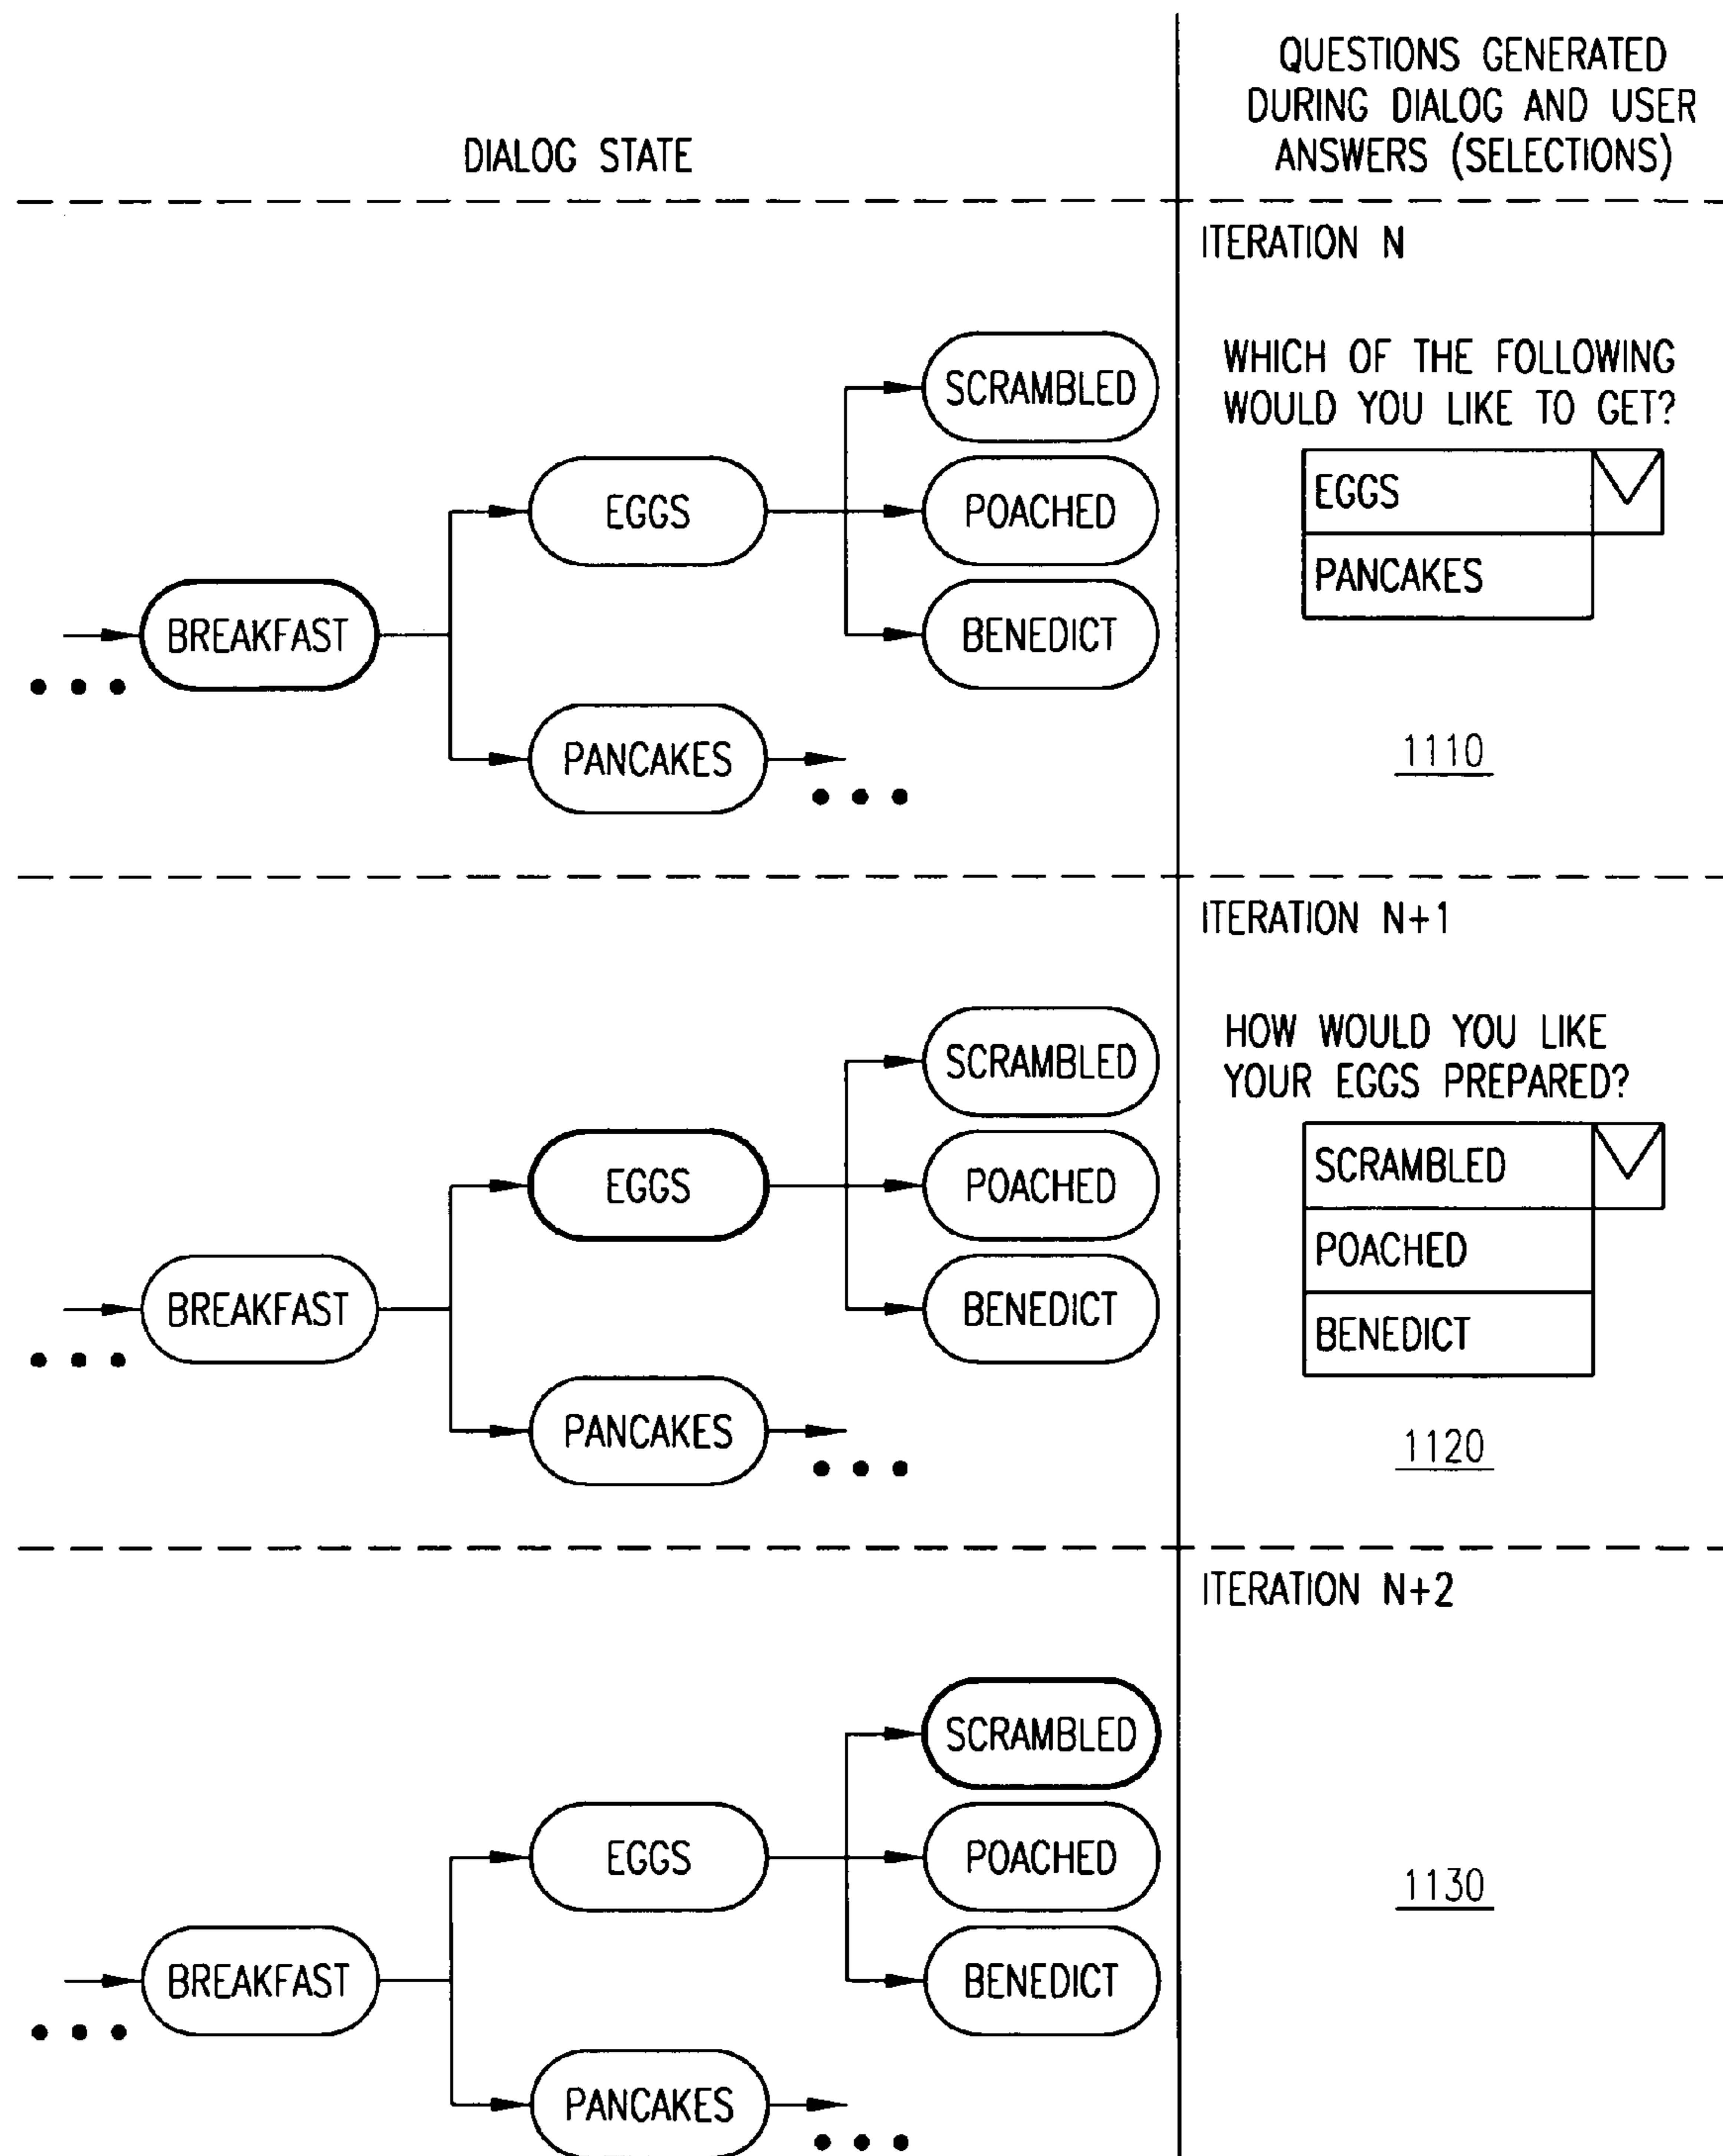 DIALOG STATE
QUESTIONS GENERATED
DURING DIALOG AND USER
ANSWERS (SELECTIONS)
ITERATION N
SCRAMBLED
EGGS
POACHED
BREAKFAST
BENEDICT
PANCAKES
WHICH OF THE FOLLOWING
WOULD YOU LIKE TO GET?
EGGS
PANCAKES
1110
ITERATION N+1
SCRAMBLED
EGGS
POACHED
BREAKFAST
BENEDICT
PANCAKES
HOW WOULD YOU LIKE
YOUR EGGS PREPARED?
SCRAMBLED
POACHED
BENEDICT
1120
ITERATION N+2
SCRAMBLED
EGGS
POACHED
BREAKFAST
BENEDICT
PANCAKES
1130